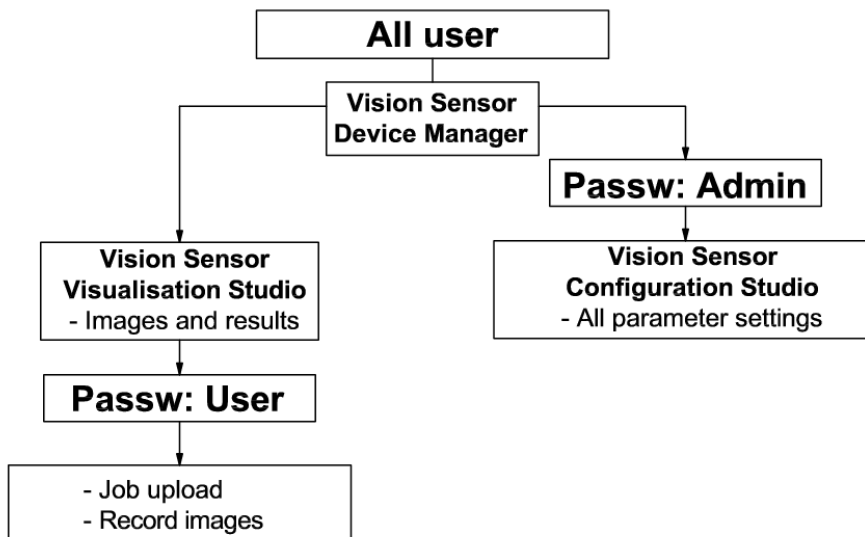 All user
Vision Sensor
Device Manager
Passw: Admin
Vision Sensor
Visualisation Studio
- Images and results
Vision Sensor
Configuration Studio
- All parameter settings
Passw: User
- Job upload
- Record images